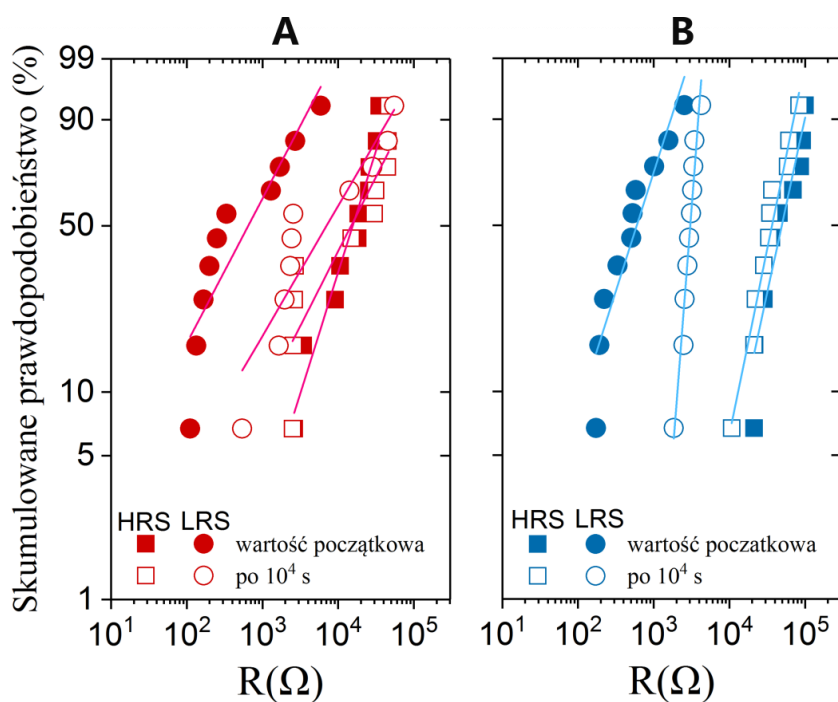 A
B
Skumulowane prawdopodobieństwo (%)
99
90
50
10
5
1
HRS LRS
wartość początkowa
po 10⁴ s
HRS LRS
wartość poczatkowa
po 10⁴ s
10¹ 10² 10³ 10⁴ 10⁵
10¹ 10² 10³ 10⁴ 10⁵
R(Ω)
R(Ω)